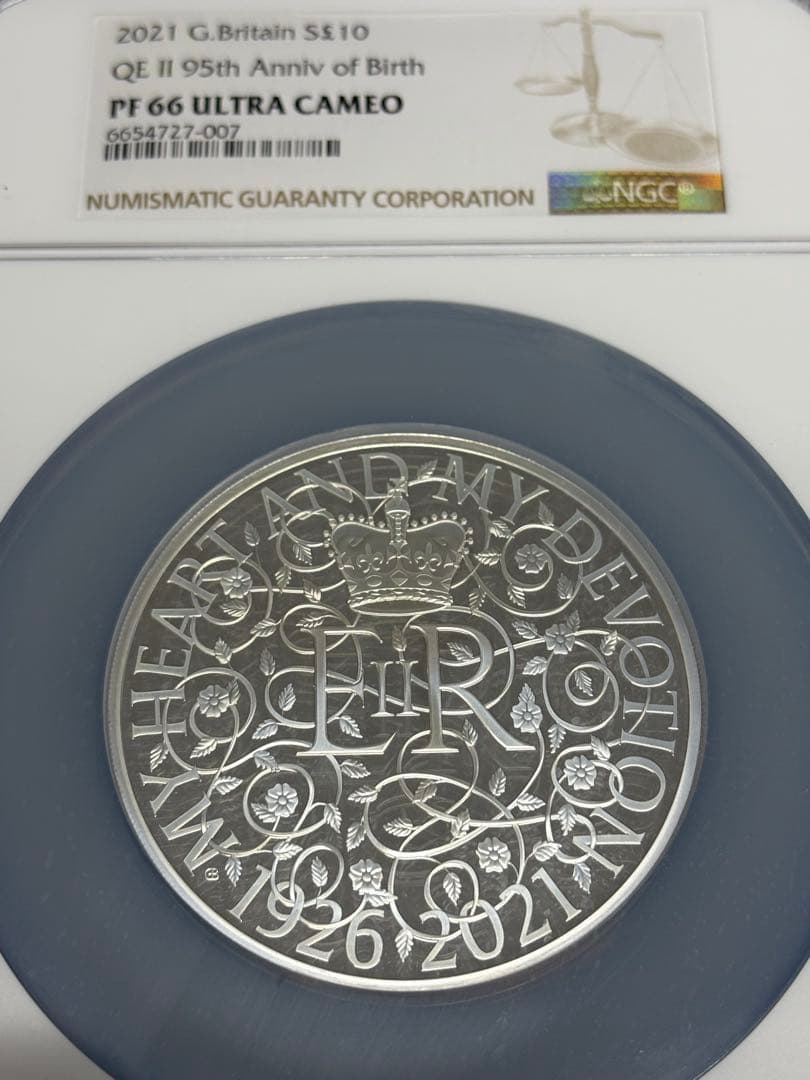 2021 G.Britain S£10
QE II 95th Anniv of Birth
PF 66 ULTRA CAMEO
6654727-007
NUMISMATIC GUARANTY CORPORATION
NGC®
MY HEART AND MY DEVOTION
E II R
1926 2021